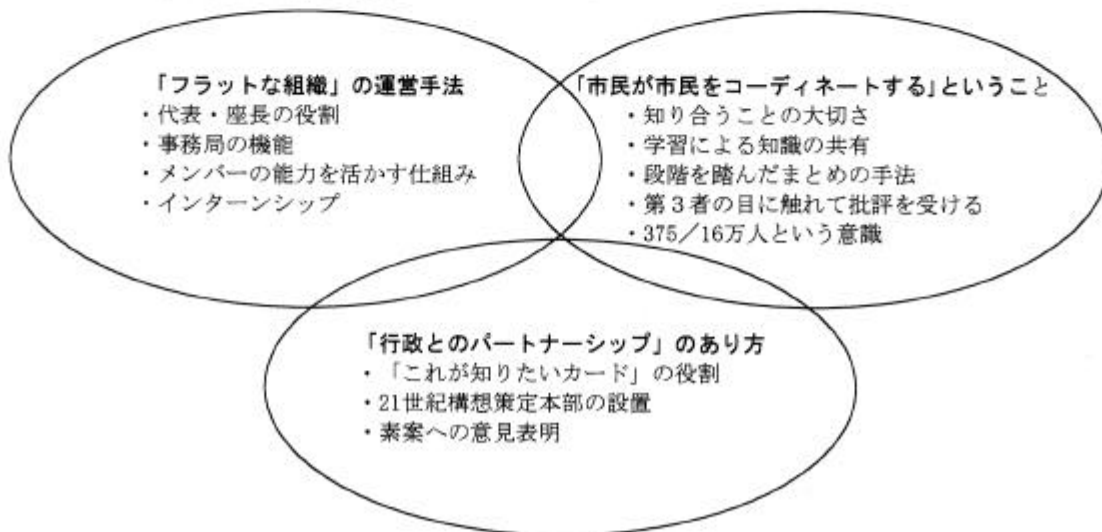 「フラットな組織」の運営手法
・代表・座長の役割
・事務局の機能
・メンバーの能力を活かす仕組み
・インターンシップ
「市民が市民をコーディネートする」ということ
・知り合うことの大切さ
・学習による知識の共有
・段階を踏んだまとめの手法
・第3者の目に触れて批評を受ける
・375/16万人という意識
「行政とのパートナーシップ」のあり方
・「これが知りたいカード」の役割
・21世紀構想策定本部の設置
・素案への意見表明